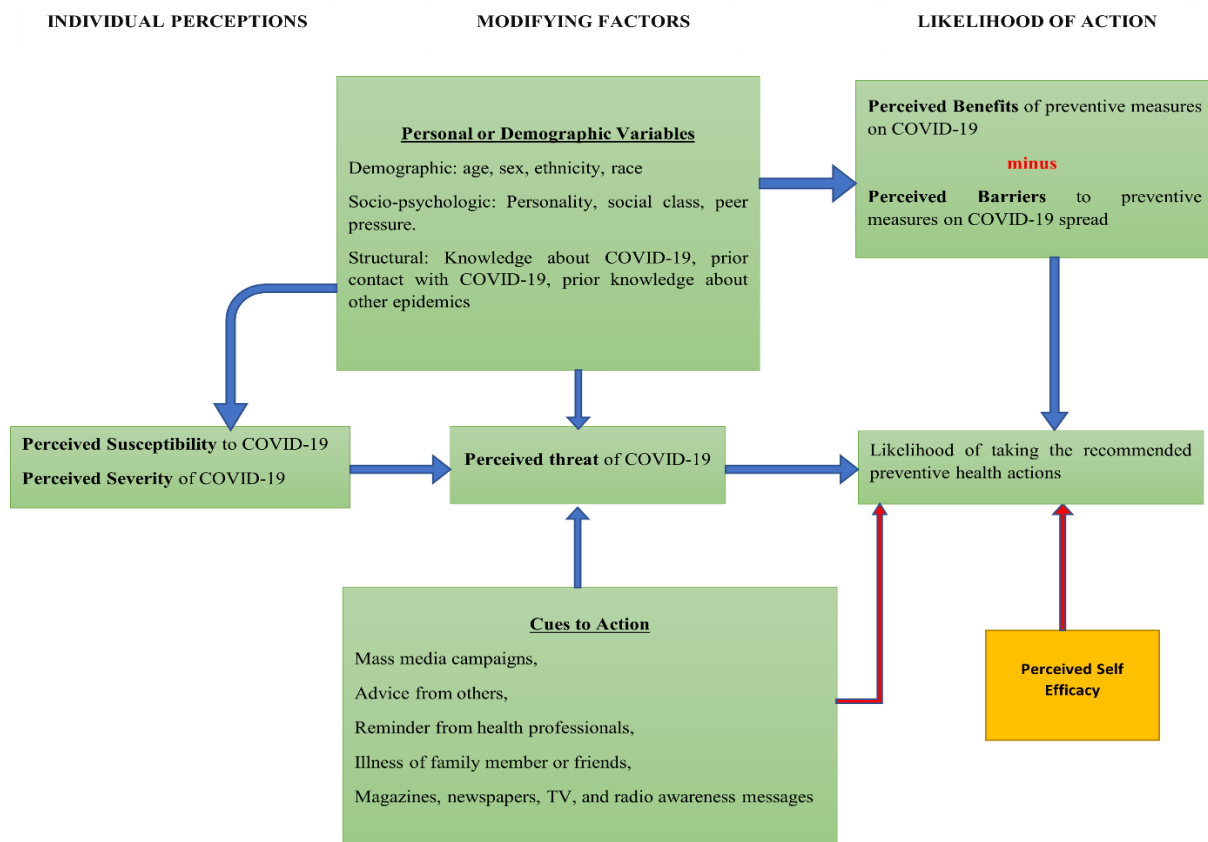 INDIVIDUAL PERCEPTIONS
MODIFYING FACTORS
LIKELIHOOD OF ACTION
Personal or Demographic Variables
Demographic: age, sex, ethnicity, race
Socio-psychologic: Personality, social class, peer
pressure.
Structural: Knowledge about COVID-19, prior
contact with COVID-19, prior knowledge about
other epidemics
Perceived Benefits of preventive measures
on COVID-19
minus
Perceived Barriers to preventive
measures on COVID-19 spread
Perceived Susceptibility to COVID-19
Perceived Severity of COVID-19
Perceived threat of COVID-19
Likelihood of taking the recommended
preventive health actions
Cues to Action
Mass media campaigns,
Advice from others,
Reminder from health professionals,
Illness of family member or friends,
Magazines, newspapers, TV, and radio awareness messages
Perceived Self
Efficacy